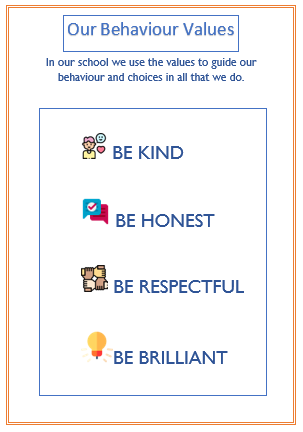 Our Behaviour Values
In our school we use the values to guide our
behaviour and choices in all that we do.
BE KIND
BE HONEST
BE RESPECTFUL
BE BRILLIANT